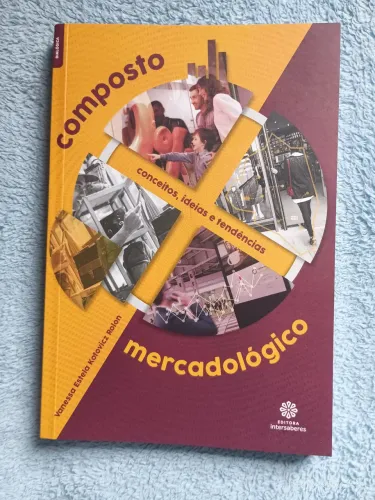 composto
conceitos, ideias e tendências
mercadológico
Vanessa Estela Kotovicz Rolon
EDITORA
intersaberes